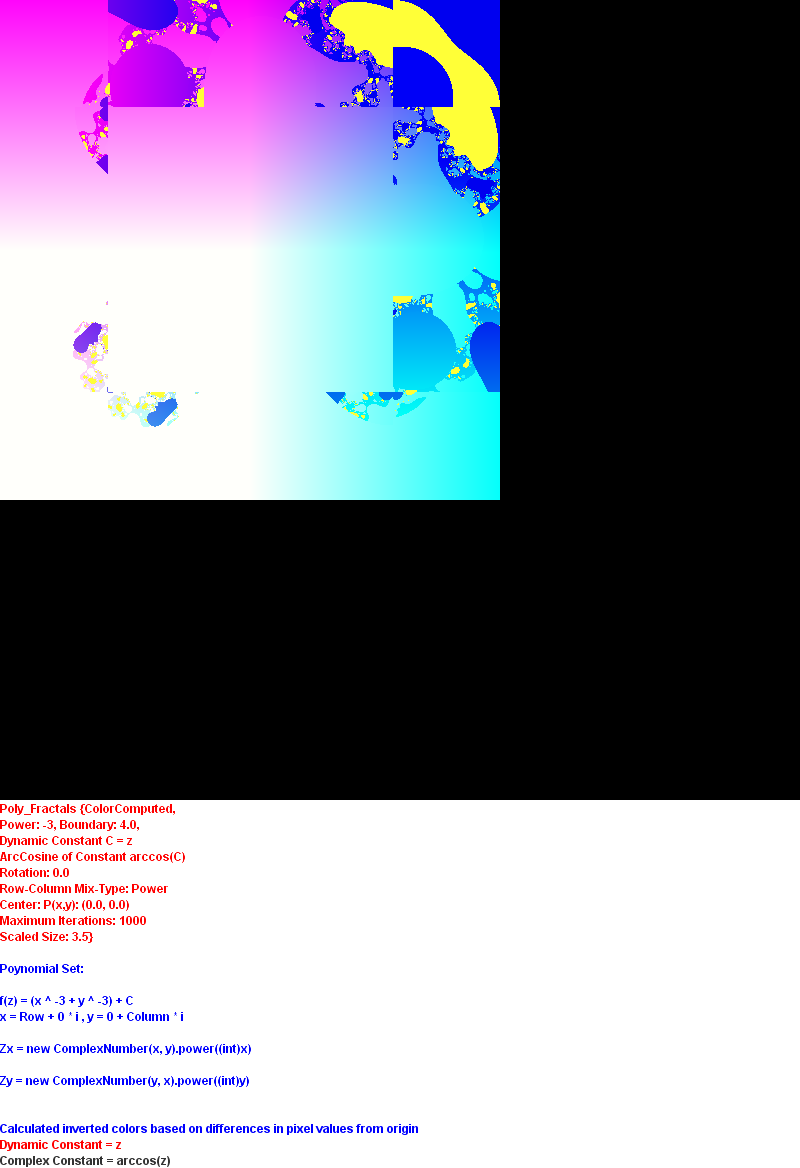 Poly_Fractals {ColorComputed,
Power: -3, Boundary: 4.0,
Dynamic Constant C = z
ArcCosine of Constant arccos(C)
Rotation: 0.0
Row-Column Mix-Type: Power
Center: P(x,y): (0.0, 0.0)
Maximum Iterations: 1000
Scaled Size: 3.5}
Poynomial Set:
f(z) = (x ^ -3 + y ^ -3) + C
x = Row + 0 * i , y = 0 + Column * i
Zx = new ComplexNumber(x, y).power((int)x)
Zy = new ComplexNumber(y, x).power((int)y)
Calculated inverted colors based on differences in pixel values from origin
Dynamic Constant = z
Complex Constant = arccos(z)